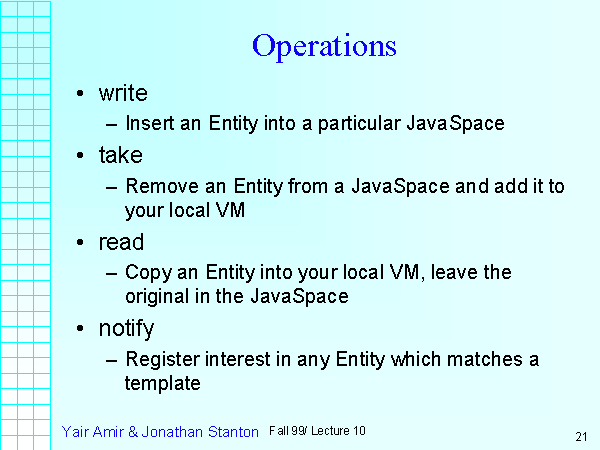 Operations
• write
– Insert an Entity into a particular JavaSpace
• take
– Remove an Entity from a JavaSpace and add it to
your local VM
• read
– Copy an Entity into your local VM, leave the
original in the JavaSpace
• notify
– Register interest in any Entity which matches a
template
Yair Amir & Jonathan Stanton Fall 99/ Lecture 10 21